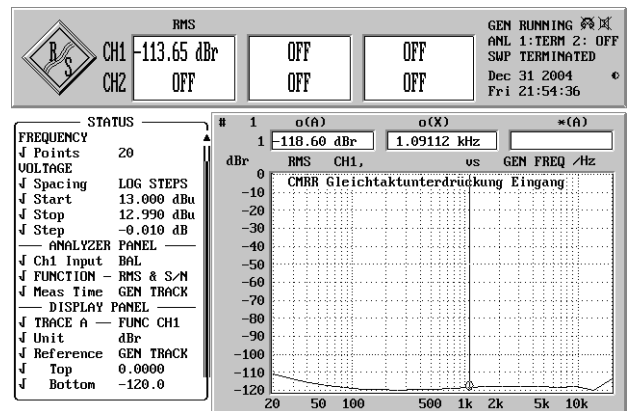 R&S
RMS
CH1 -113.65 dBr OFF OFF
CH2 OFF OFF OFF
GEN RUNNING
ANL 1:TERM 2: OFF
SWP TERMINATED
Dec 31 2004
Fri 21:54:36
STATUS
FREQUENCY
√ Points 20
VOLTAGE
√ Spacing LOG STEPS
√ Start 13.000 dBu
√ Stop 12.990 dBu
√ Step -0.010 dB
ANALYZER PANEL
√ Ch1 Input BAL
√ FUNCTION - RMS & S/N
√ Meas Time GEN TRACK
DISPLAY PANEL
√ TRACE A — FUNC CH1
√ Unit dBr
√ Reference GEN TRACK
√ Top 0.0000
√ Bottom -120.0
# 1 o(A) o(X) *(A)
1 -118.60 dBr 1.09112 kHz
dBr RMS CH1, vs GEN FREQ /Hz
CMRR Gleichtaktunterdrückung Eingang
0
-10
-20
-30
-40
-50
-60
-70
-80
-90
-100
-110
-120
20 50 100 500 1k 2k 5k 10k